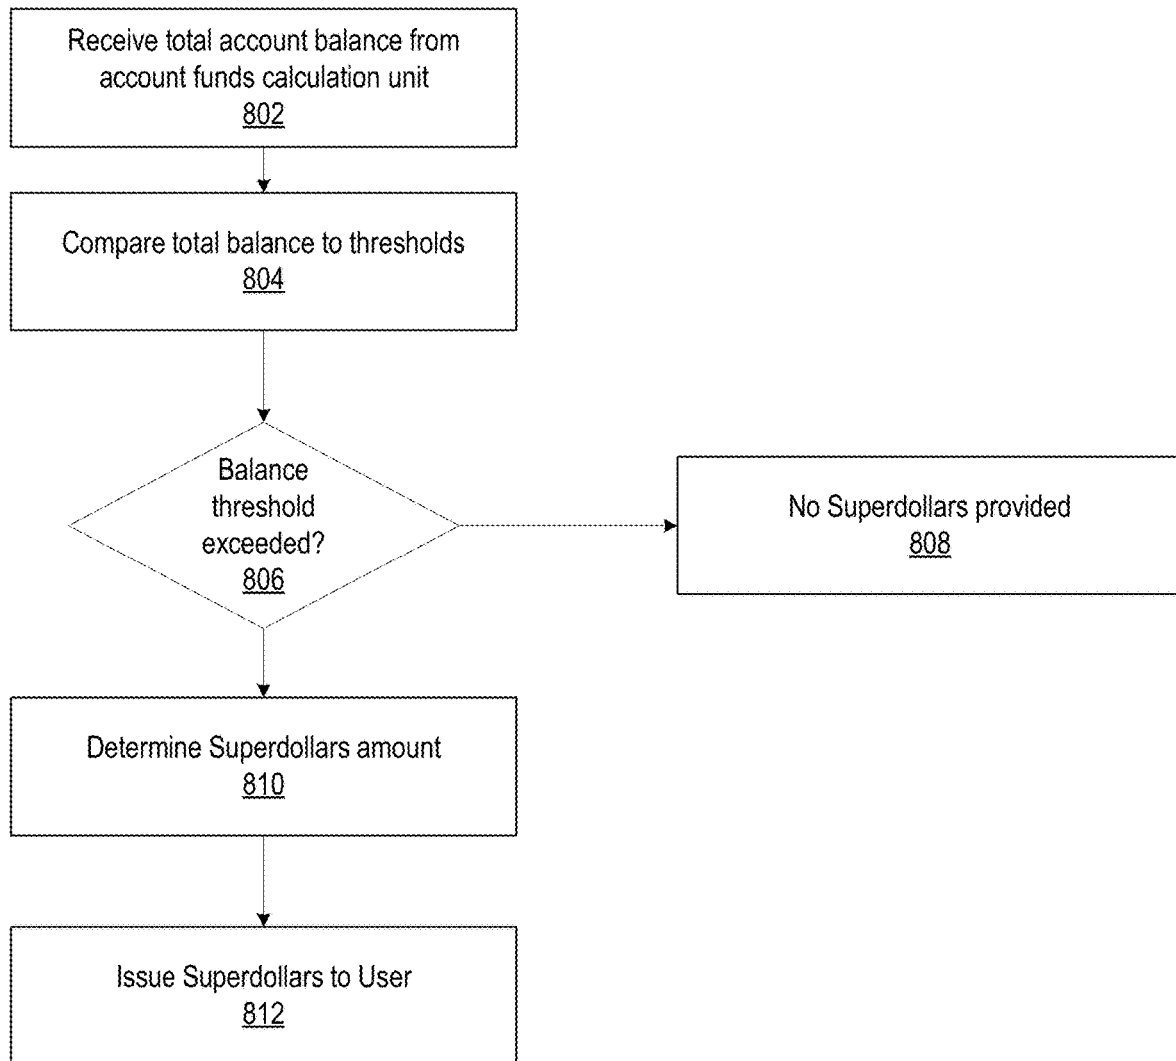 Receive total account balance from
account funds calculation unit
802
Compare total balance to thresholds
804
Balance
threshold
exceeded?
806
No Superdollars provided
808
Determine Superdollars amount
810
Issue Superdollars to User
812